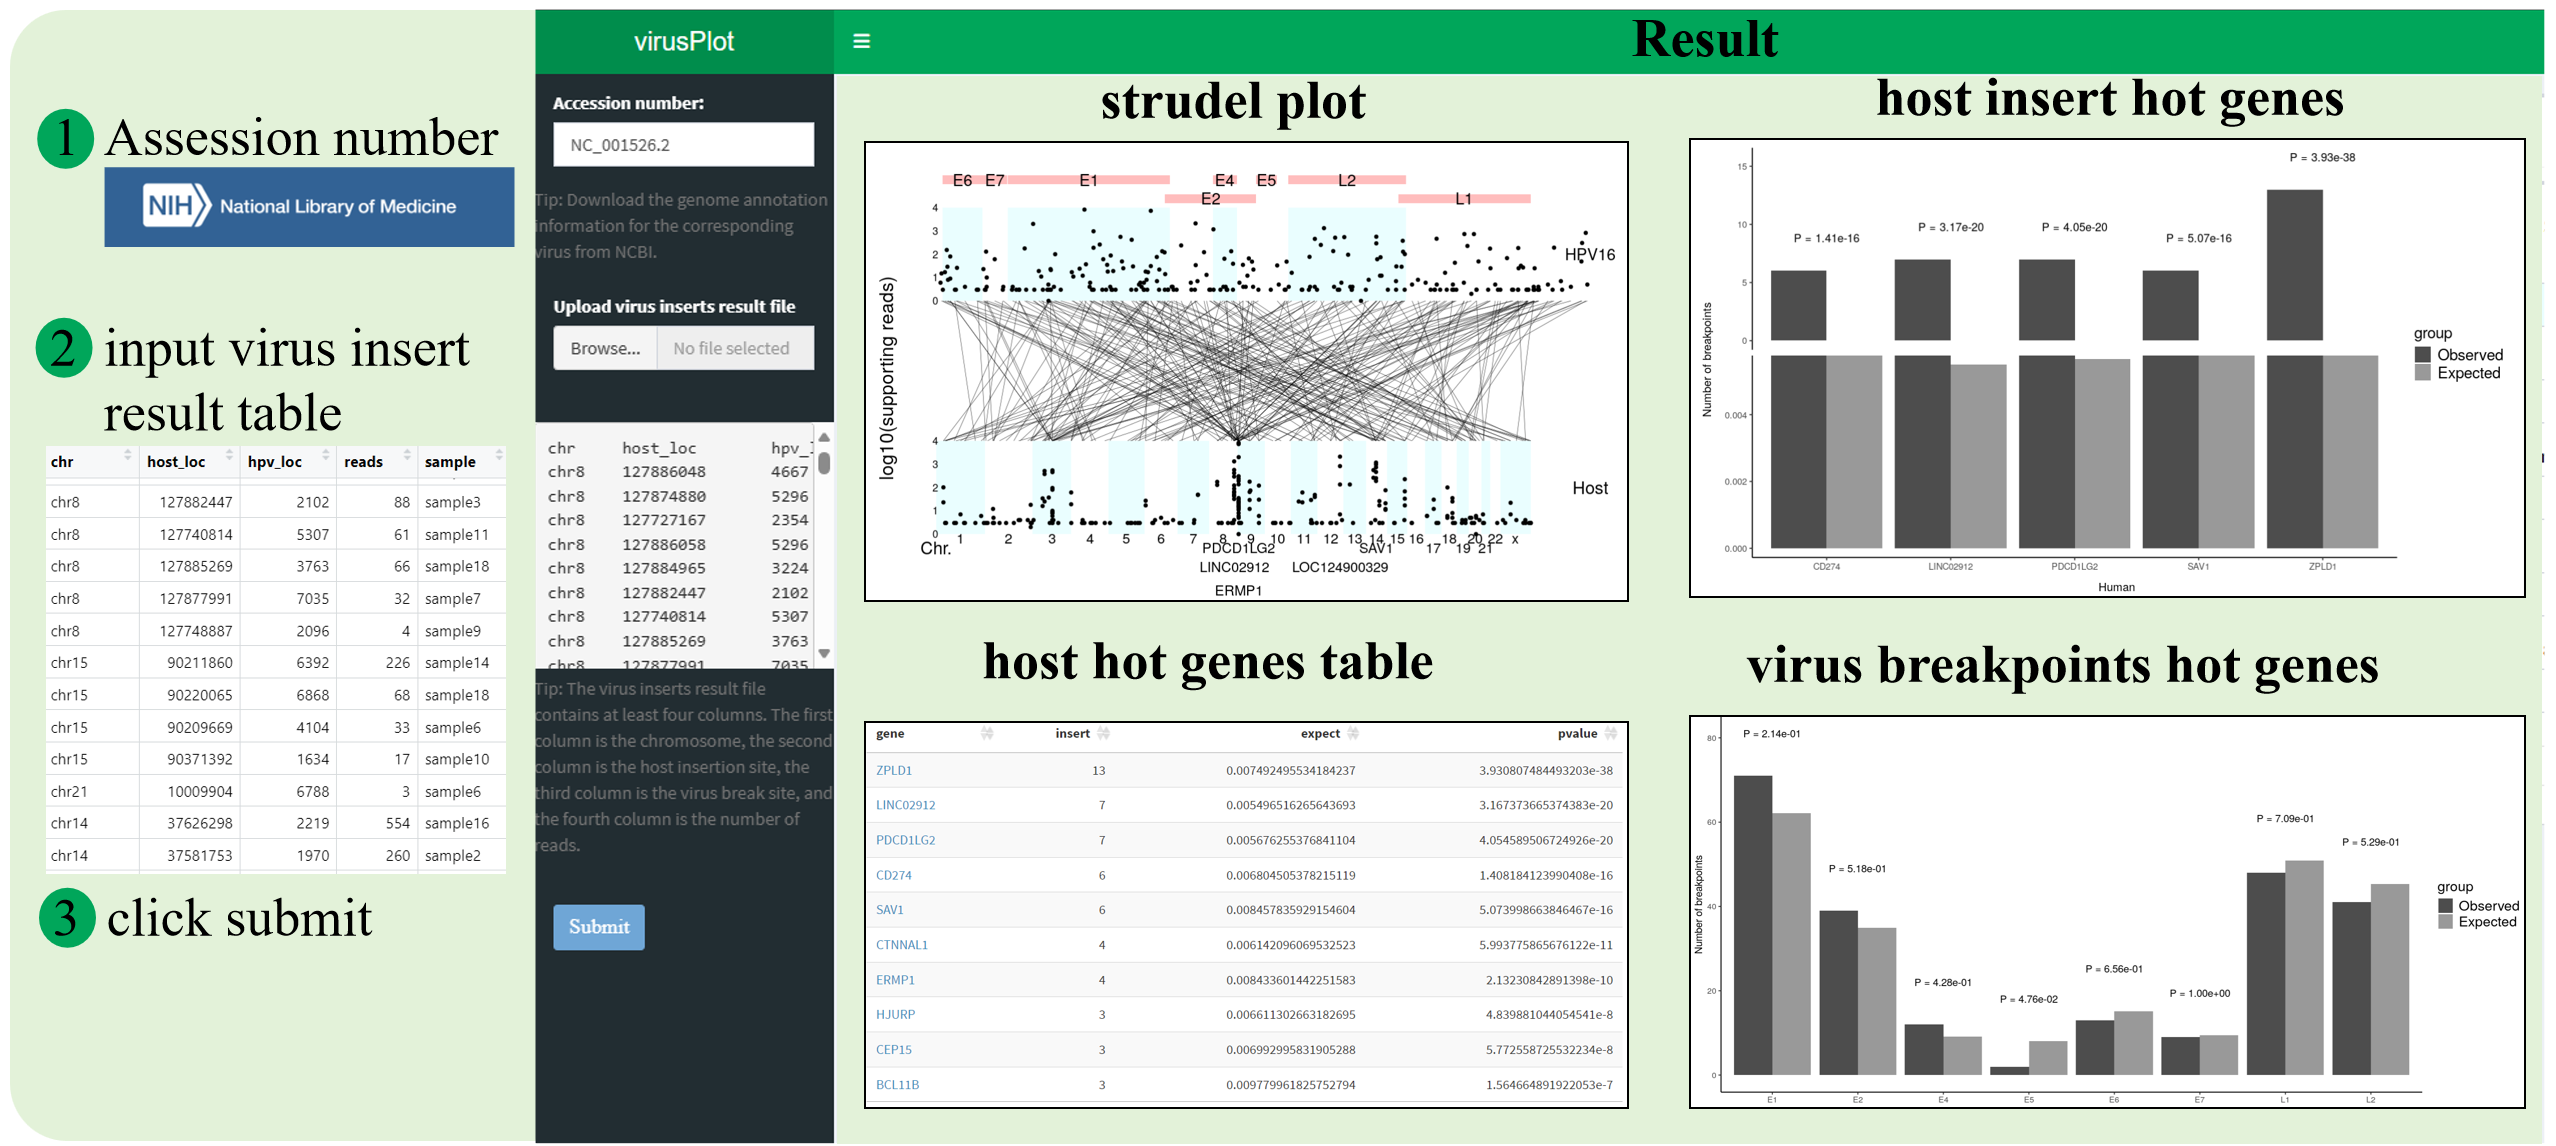 1 Assession number
NIH National Library of Medicine
2 input virus insert
result table
chr host_loc hpv_loc reads sample
chr8 127882447 2102 88 sample3
chr8 127740814 5307 61 sample11
chr8 127885269 3763 66 sample18
chr8 127877991 7035 32 sample7
chr8 127748887 2096 4 sample9
chr15 90211860 6392 226 sample14
chr15 90220065 6868 68 sample18
chr15 90209669 4104 33 sample6
chr15 90371392 1634 17 sample10
chr21 10009904 6788 3 sample6
chr14 37626298 2219 554 sample16
chr14 37581753 1970 260 sample2
3 click submit
virusPlot
Accession number:
NC_001526.2
Tip: Download the genome annotation
information for the corresponding
virus from NCBI.
Upload virus inserts result file
Browse... No file selected
chr host_loc hpv_
chr8 127886048 4667
chr8 127874880 5296
chr8 127727167 2354
chr8 127886058 5296
chr8 127884965 3224
chr8 127882447 2102
chr8 127740814 5307
chr8 127885269 3763
chr8 127877991 7035
Tip: The virus inserts result file
contains at least four columns. The first
column is the chromosome, the second
column is the host insertion site, the
third column is the virus break site, and
the fourth column is the number of
reads.
Submit
Result
strudel plot
E6 E7 E1 E4 E5 L2
E2 L1
4
3
2
1
0
HPV16
log10(supporting reads)
4
3
2
1
0
Host
Chr. 1 2 3 4 5 6 7 8 9 10 11 12 13 14 15 16 17 18 19 20 21 22 x
PDCD1LG2 SAV1
LINC02912 LOC124900329
ERMP1
host insert hot genes
P = 3.93e-38
P = 1.41e-16 P = 3.17e-20 P = 4.05e-20 P = 5.07e-16
15
10
5
0
0.004
0.002
0.000
Number of breakpoints
CD274 LINC02912 PDCD1LG2 SAV1 ZPLD1
Human
group
Observed
Expected
host hot genes table
gene insert expect pvalue
ZPLD1 13 0.007492495534184237 3.930807484493203e-38
LINC02912 7 0.005496516265643693 3.167373665374383e-20
PDCD1LG2 7 0.005676255376841104 4.054589506724926e-20
CD274 6 0.006804505378215119 1.408184123990408e-16
SAV1 6 0.008457835929154604 5.073998663846467e-16
CTNNAL1 4 0.006142096069532523 5.993775865676122e-11
ERMP1 4 0.008433601442251583 2.13230842891398e-10
HJURP 3 0.006611302663182695 4.839881044054541e-8
CEP15 3 0.006992995831905288 5.772558725532234e-8
BCL11B 3 0.009779961825752794 1.564664891922053e-7
virus breakpoints hot genes
P = 2.14e-01
P = 5.18e-01
P = 4.28e-01
P = 4.76e-02
P = 6.56e-01
P = 1.00e+00
P = 7.09e-01
P = 5.29e-01
80
60
40
20
0
Number of breakpoints
E1 E2 E4 E5 E6 E7 L1 L2
group
Observed
Expected